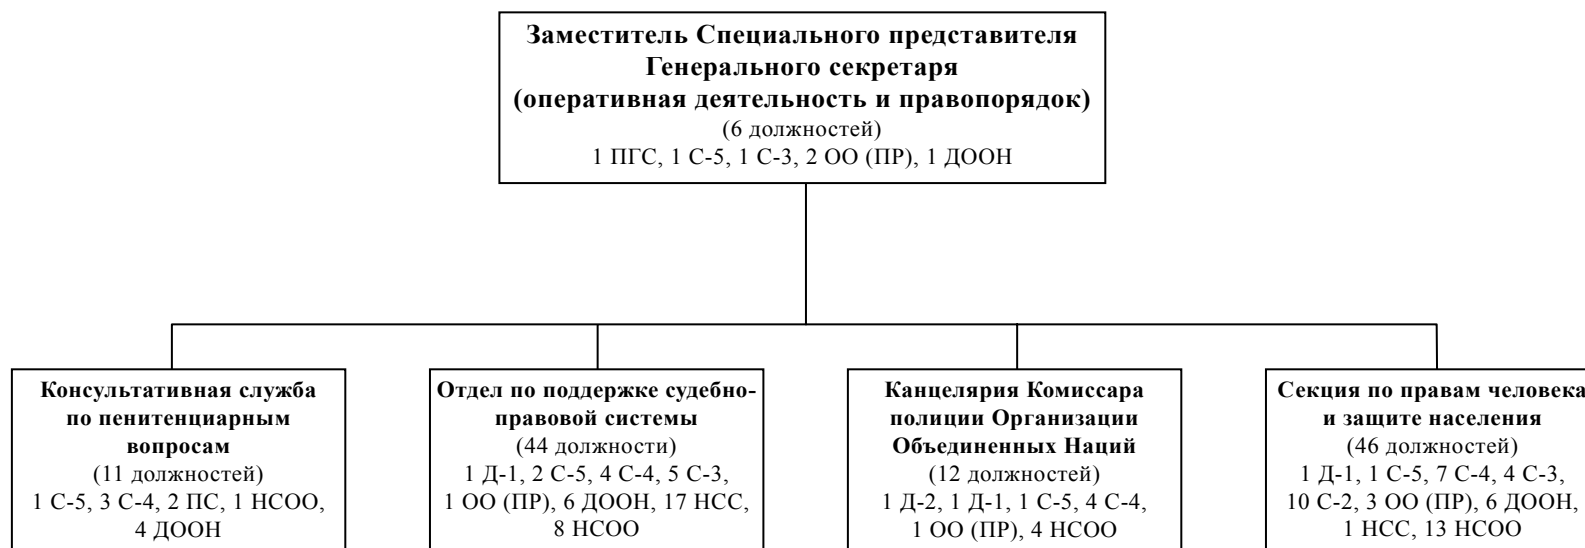 Заместитель Специального представителя
Генерального секретаря
(оперативная деятельность и правопорядок)
(6 должностей)
1 ПГС, 1 С-5, 1 С-3, 2 ОО (ПР), 1 ДООН
Консультативная служба
по пенитенциарным
вопросам
(11 должностей)
1 С-5, 3 С-4, 2 ПС, 1 НСОО,
4 ДООН
Отдел по поддержке судебно-
правовой системы
(44 должности)
1 Д-1, 2 С-5, 4 С-4, 5 С-3,
1 ОО (ПР), 6 ДООН, 17 НСС,
8 НСОО
Канцелярия Комиссара
полиции Организации
Объединенных Наций
(12 должностей)
1 Д-2, 1 Д-1, 1 С-5, 4 С-4,
1 ОО (ПР), 4 НСОО
Секция по правам человека
и защите населения
(46 должностей)
1 Д-1, 1 С-5, 7 С-4, 4 С-3,
10 С-2, 3 ОО (ПР), 6 ДООН,
1 НСС, 13 НСОО